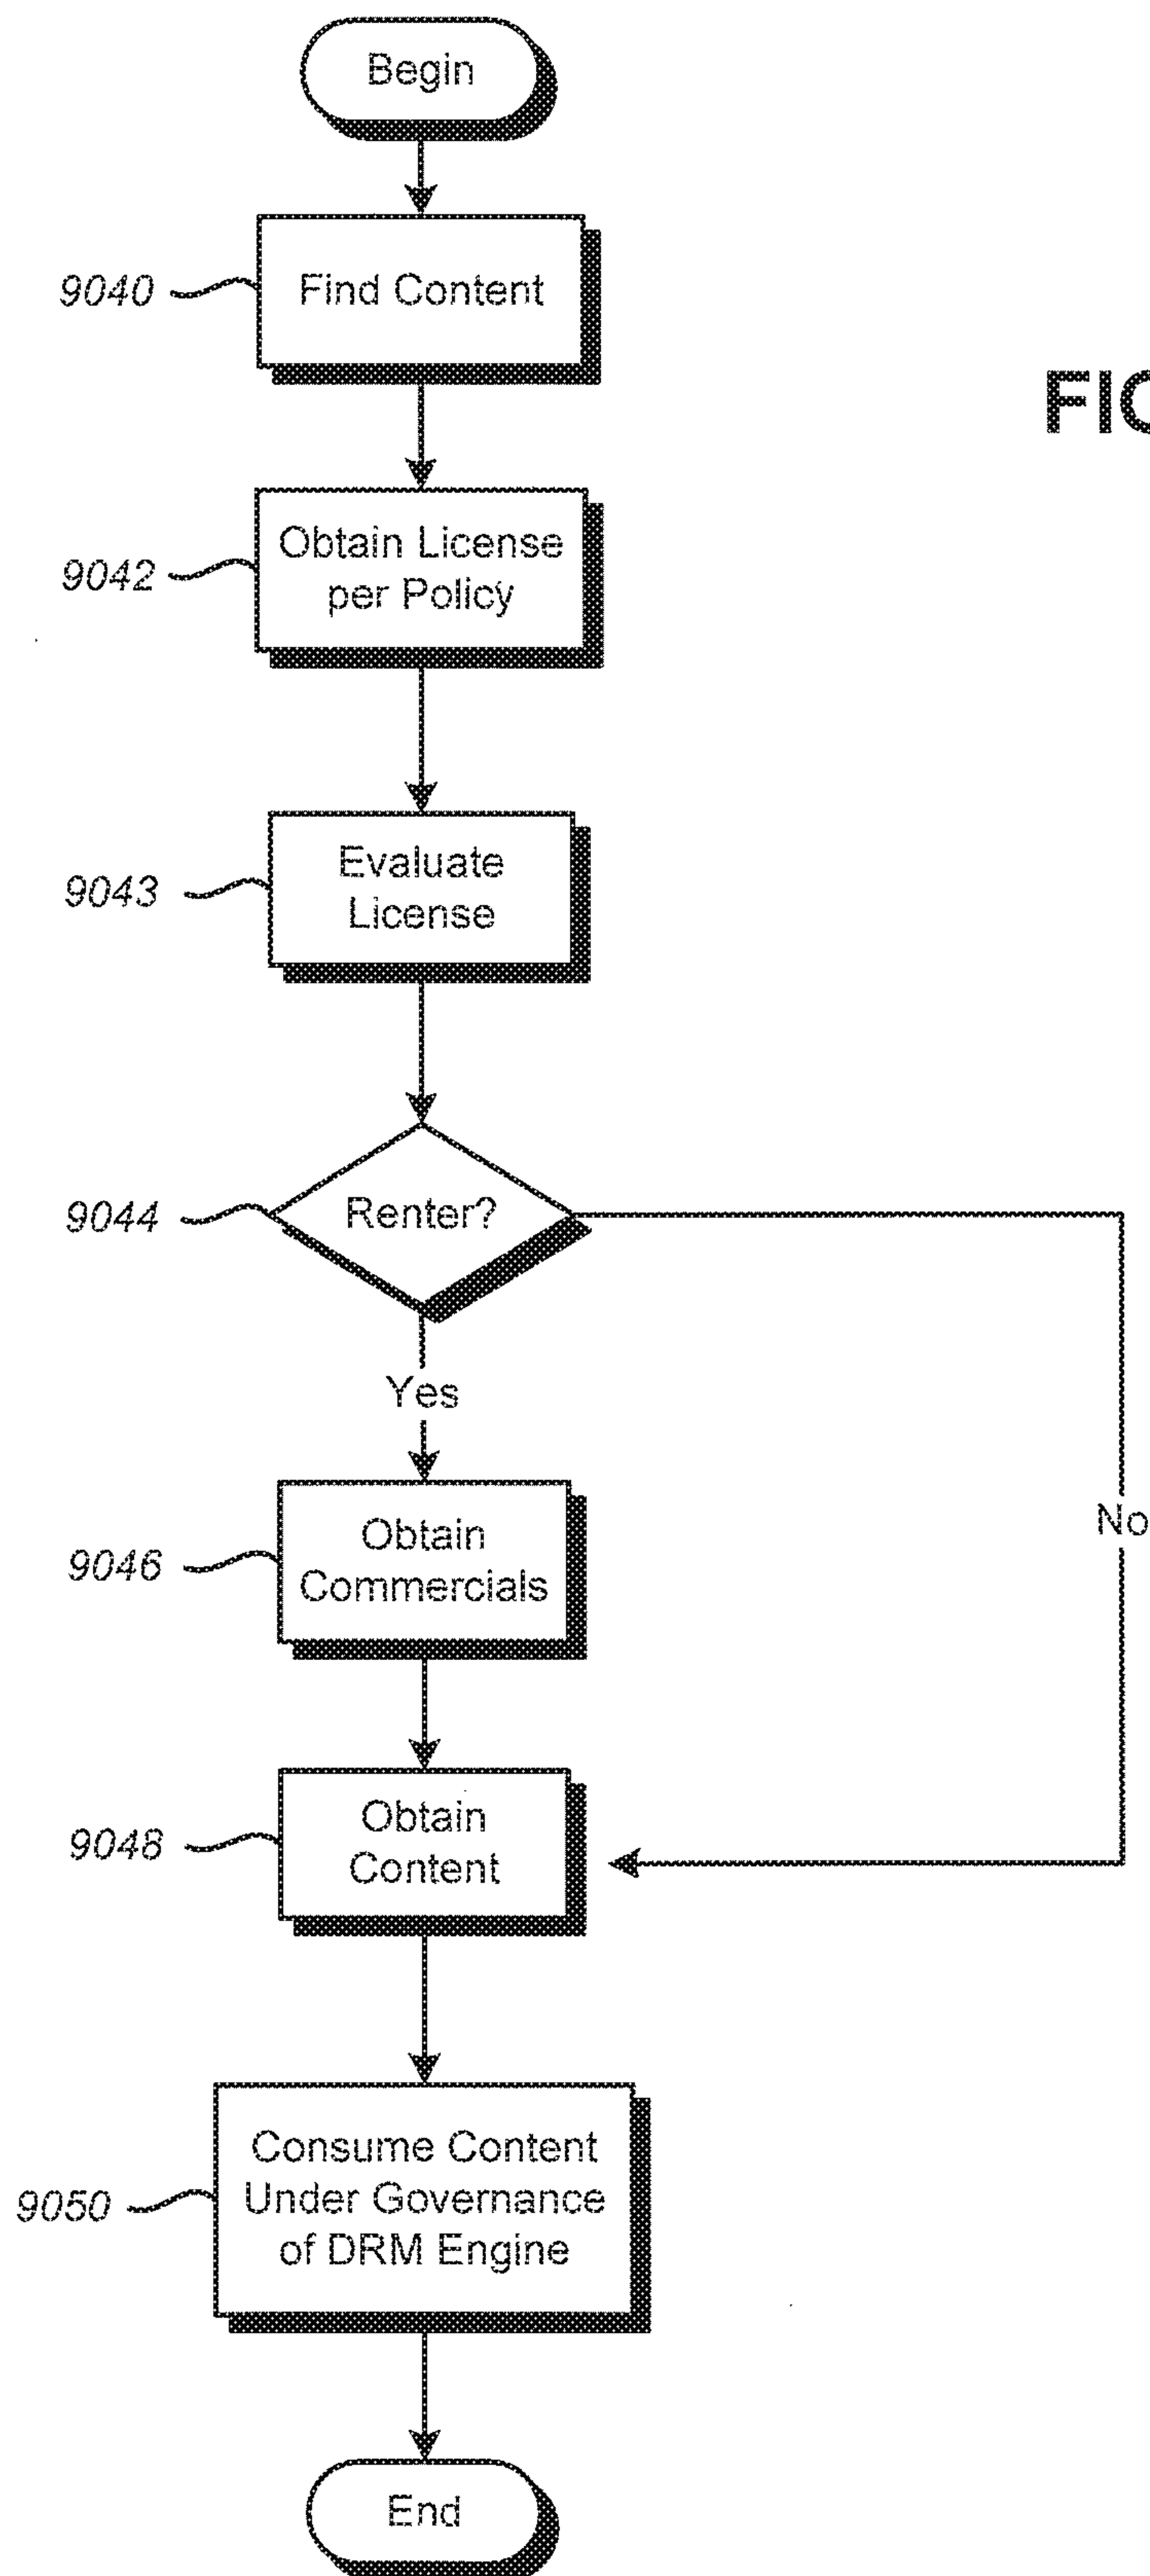 Begin
9040
Find Content
FIG
9042
Obtain License
per Policy
9043
Evaluate
License
9044
Renter?
Yes
No
9046
Obtain
Commercials
9048
Obtain
Content
9050
Consume Content
Under Governance
of DRM Engine
End